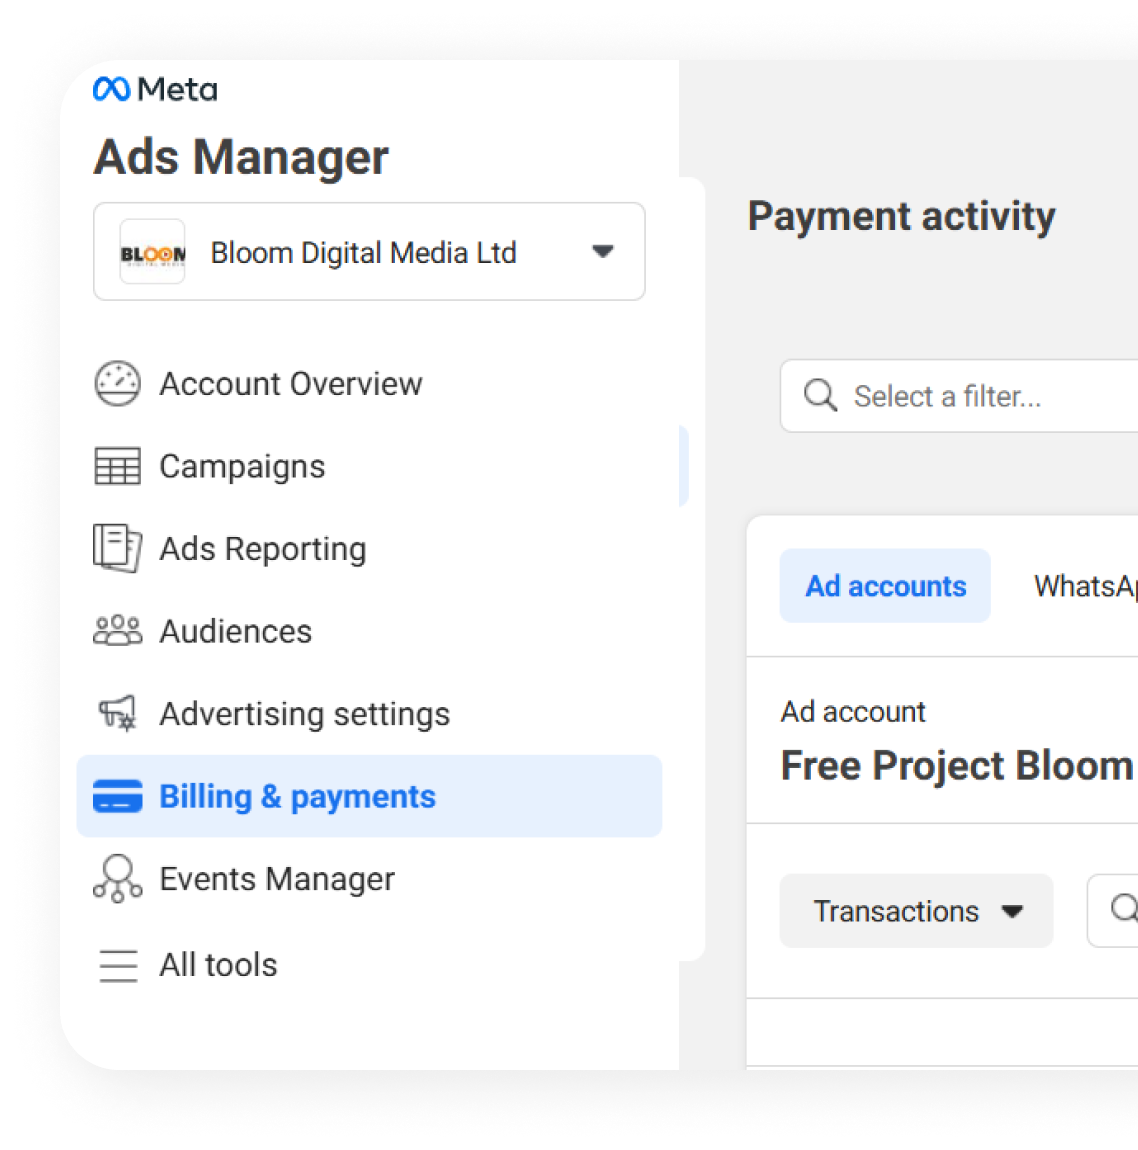 Meta
Ads Manager
BLOOM
Bloom Digital Media Ltd
Account Overview
Campaigns
Ads Reporting
Audiences
Advertising settings
Billing & payments
Events Manager
All tools
Payment activity
Select a filter...
Ad accounts
Ad account
Free Project Bloom
Transactions